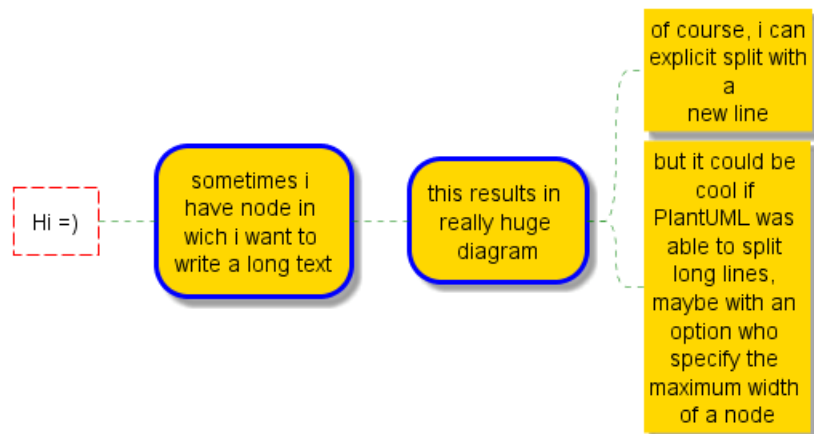 Hi =)
sometimes i
have node in
wich i want to
write a long text
this results in
really huge
diagram
of course, i can
explicit split with
a
new line
but it could be
cool if
PlantUML was
able to split
long lines,
maybe with an
option who
specify the
maximum width
of a node